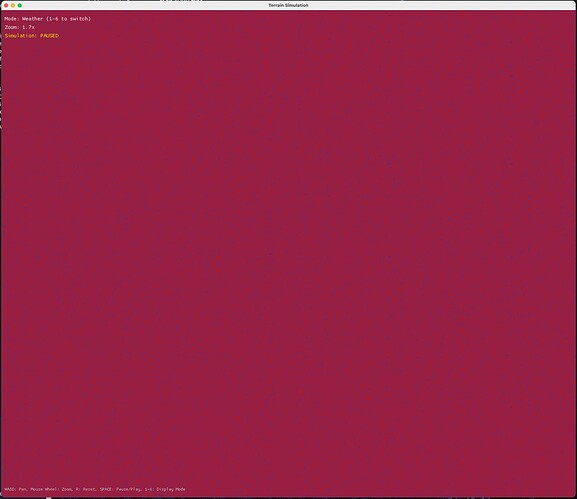 Terrain Simulation
Mode: Weather (1-6 to switch)
Zoom: 1.7x
Simulation: PAUSED
WASD: Pan, Mouse Wheel: Zoom, R: Reset, SPACE: Pause/Play, 1-6: Display Mode